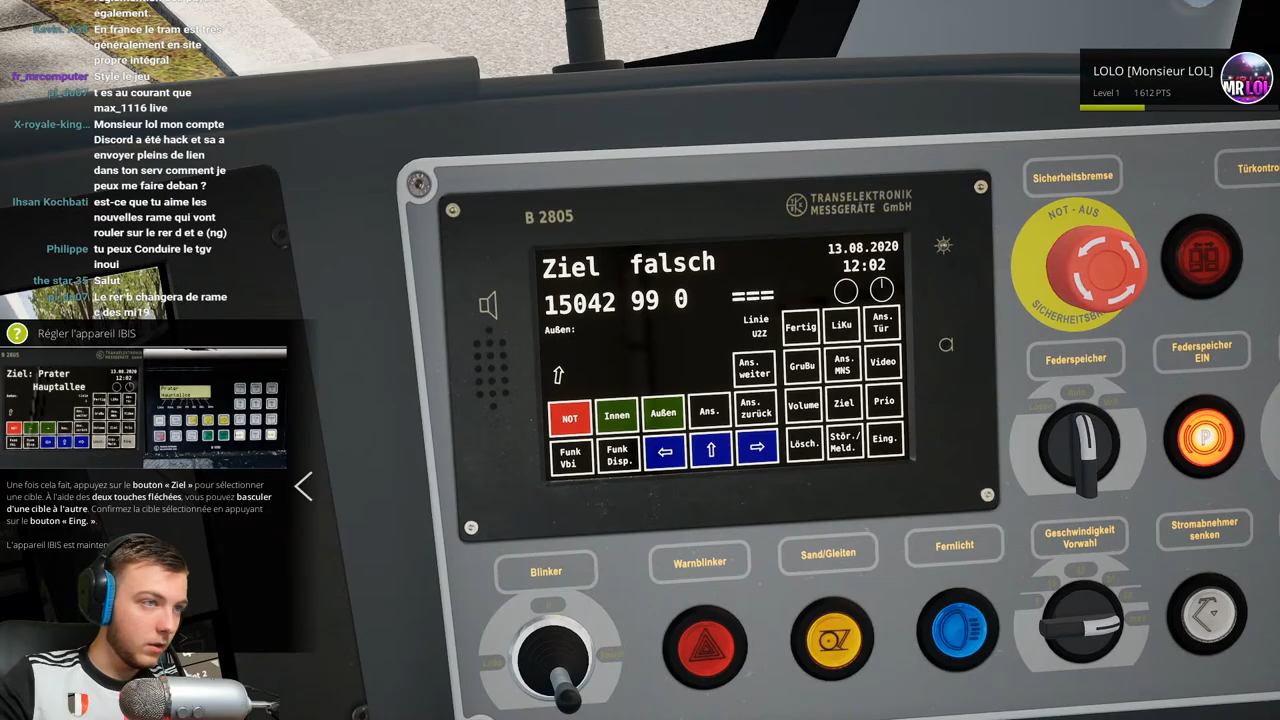 également.
En france le tram est très
généralement en site
propre intégral
fr_mrcomputer Style le jeu
t es au courant que
max_1116 live
X-royale-king... Monsieur lol mon compte
Discord a été hack et sa a
envoyer pleins de lien
dans ton serv comment je
peux me faire deban ?
Ihsan Kochbati est-ce que tu aime les
nouvelles rame qui vont
rouler sur le rer d et e (ng)
Philippe tu peux Conduire le tgv
inoui
the star 35 Salut
Le rer b changera de rame
c des mi19
? Régler l'appareil IBIS
Ziel: Prater
Hauptallee
Une fois cela fait, appuyez sur le bouton « Ziel » pour sélectionner
une cible. À l'aide des deux touches fléchées, vous pouvez basculer
d'une cible à l'autre. Confirmez la cible sélectionnée en appuyant
sur le bouton « Eing. ».
L'appareil IBIS est mainten
LOLO [Monsieur LOL]
Level 1 1 612 PTS
MR LOL
B 2805
TRANSELEKTRONIK
MESSGERÄTE GmbH
Ziel falsch
13.08.2020
12:02
15042 99 0 ===
Außen:
Linie
U2Z
Fertig LiKu Ans. Tür
Ans. weiter GruBu Ans. MNS Video
NOT Innen Außen Ans. Ans. zurück Volume Ziel Prio
Funk Vbi Funk Disp. ⇦ ⇧ ⇨ Lösch. Stör./ Meld. Eing.
Sicherheitsbremse
Türkontro
NOT - AUS
Federspeicher
Federspeicher
EIN
P
Blinker
Warnblinker
Sand/Gleiten
Fernlicht
Geschwindigkeit
Vorwahl
Stromabnehmer
senken